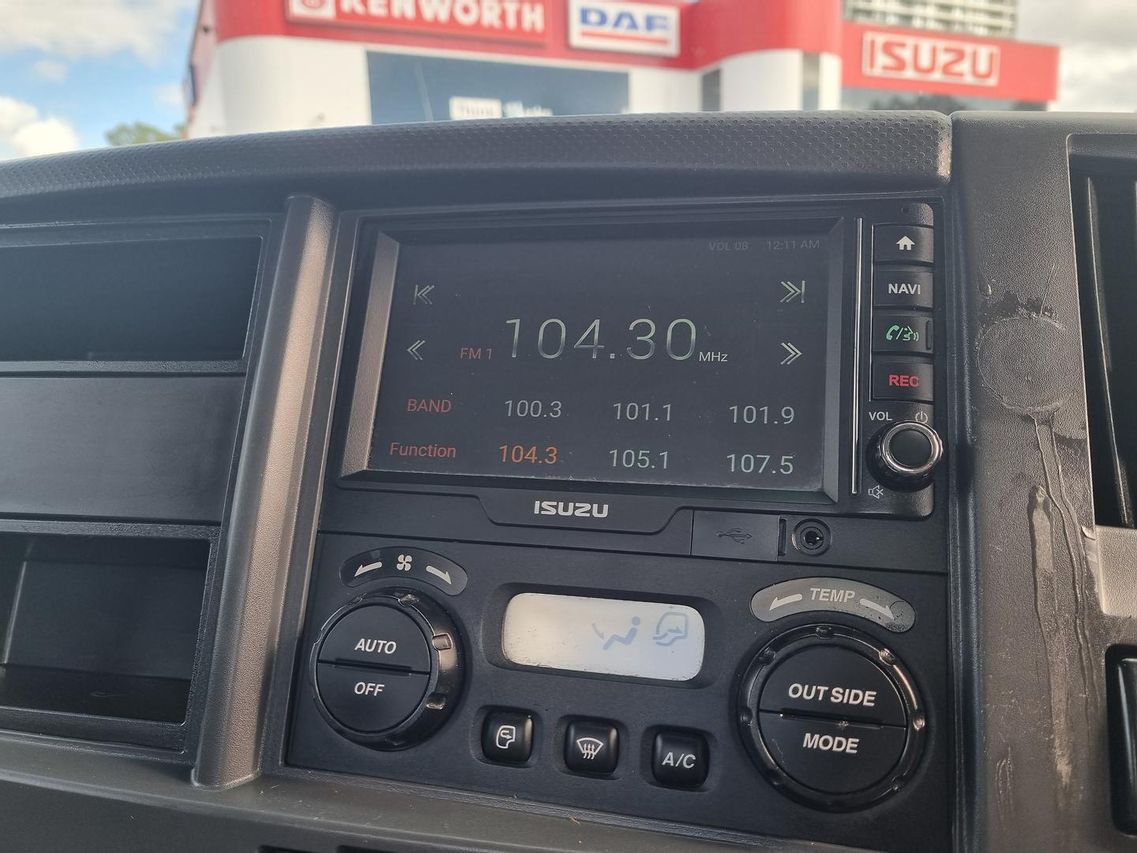 KENWORTH
DAF
ISUZU
VOL 08 12:11 AM
FM 1 104.30 MHz
BAND 100.3 101.1 101.9
Function 104.3 105.1 107.5
NAVI
REC
VOL
ISUZU
TEMP
AUTO
OFF
OUT SIDE
MODE
A/C